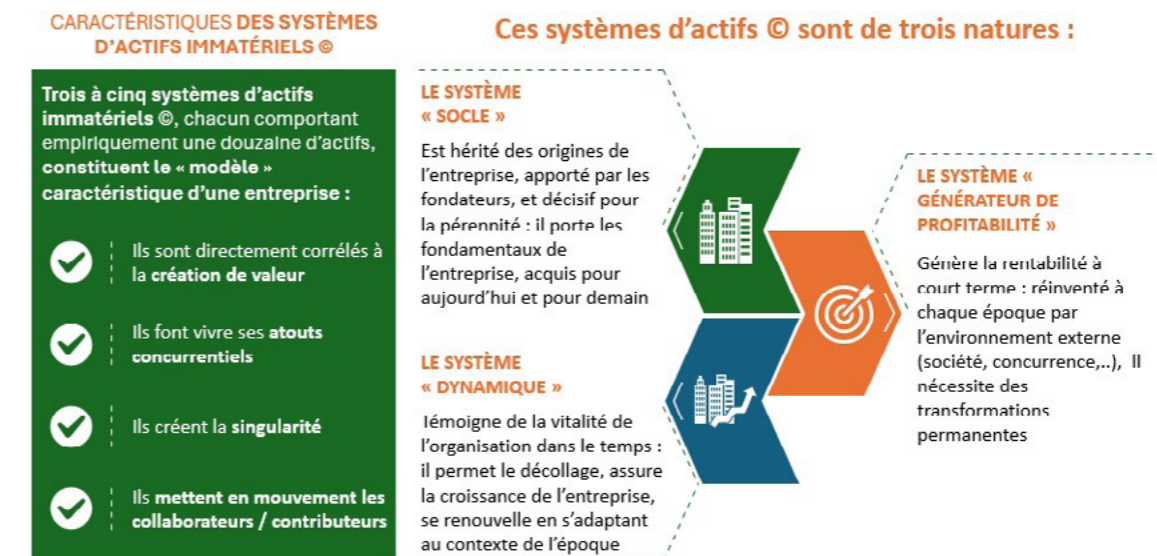 CARACTÉRISTIQUES DES SYSTÈMES
D'ACTIFS IMMATÉRIELS ©
Trois à cinq systèmes d'actifs
immatériels ©, chacun comportant
empiriquement une douzaine d'actifs,
constituent le « modèle »
caractéristique d'une entreprise :
Ils sont directement corrélés à
la création de valeur
Ils font vivre ses atouts
concurrentiels
Ils créent la singularité
Ils mettent en mouvement les
collaborateurs / contributeurs
Ces systèmes d'actifs © sont de trois natures :
LE SYSTÈME
« SOCLE »
Est hérité des origines de
l'entreprise, apporté par les
fondateurs, et décisif pour
la pérennité : il porte les
fondamentaux de
l'entreprise, acquis pour
aujourd'hui et pour demain
LE SYSTÈME
« DYNAMIQUE »
Témoigne de la vitalité de
l'organisation dans le temps :
il permet le décollage, assure
la croissance de l'entreprise,
se renouvelle en s'adaptant
au contexte de l'époque
LE SYSTÈME «
GÉNÉRATEUR DE
PROFITABILITÉ »
Génère la rentabilité à
court terme : réinventé à
chaque époque par
l'environnement externe
(société, concurrence,..), Il
nécessite des
transformations
permanentes